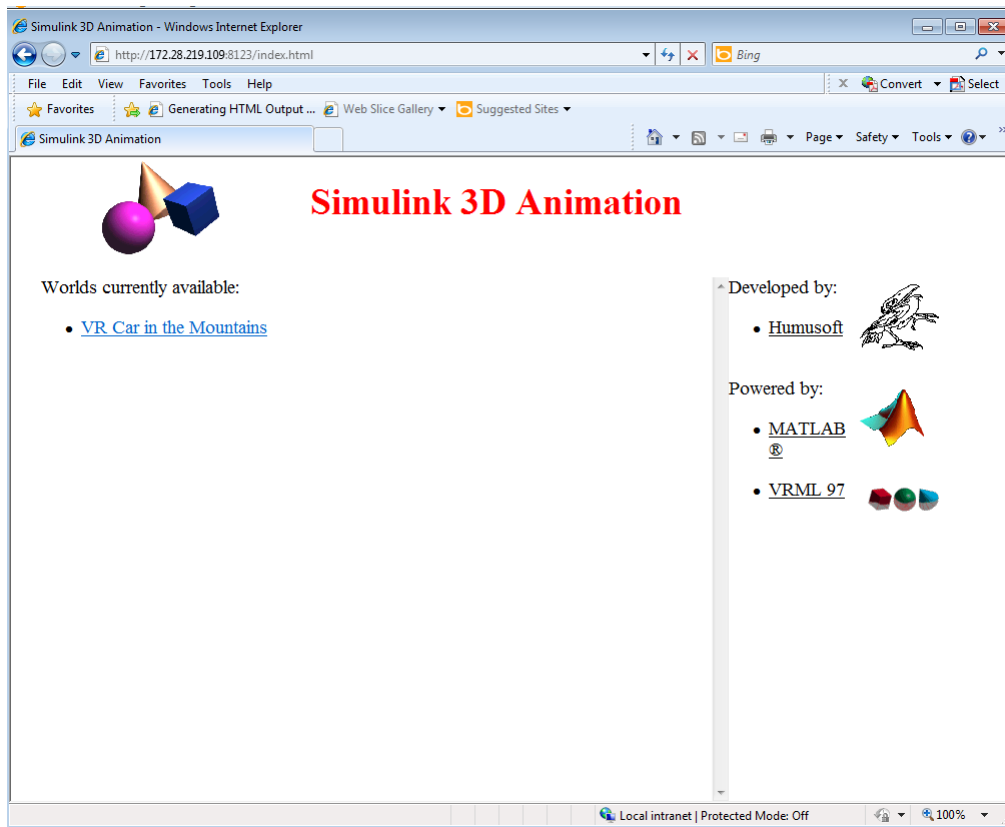 Simulink 3D Animation - Windows Internet Explorer
http://172.28.219.109:8123/index.html
Bing
File Edit View Favorites Tools Help
X Convert Select
Favorites Generating HTML Output ... Web Slice Gallery Suggested Sites
Simulink 3D Animation
Page Safety Tools
Simulink 3D Animation
Worlds currently available:
• VR Car in the Mountains
Developed by:
• Humusoft
Powered by:
• MATLAB
®
• VRML 97
Local intranet | Protected Mode: Off 100%